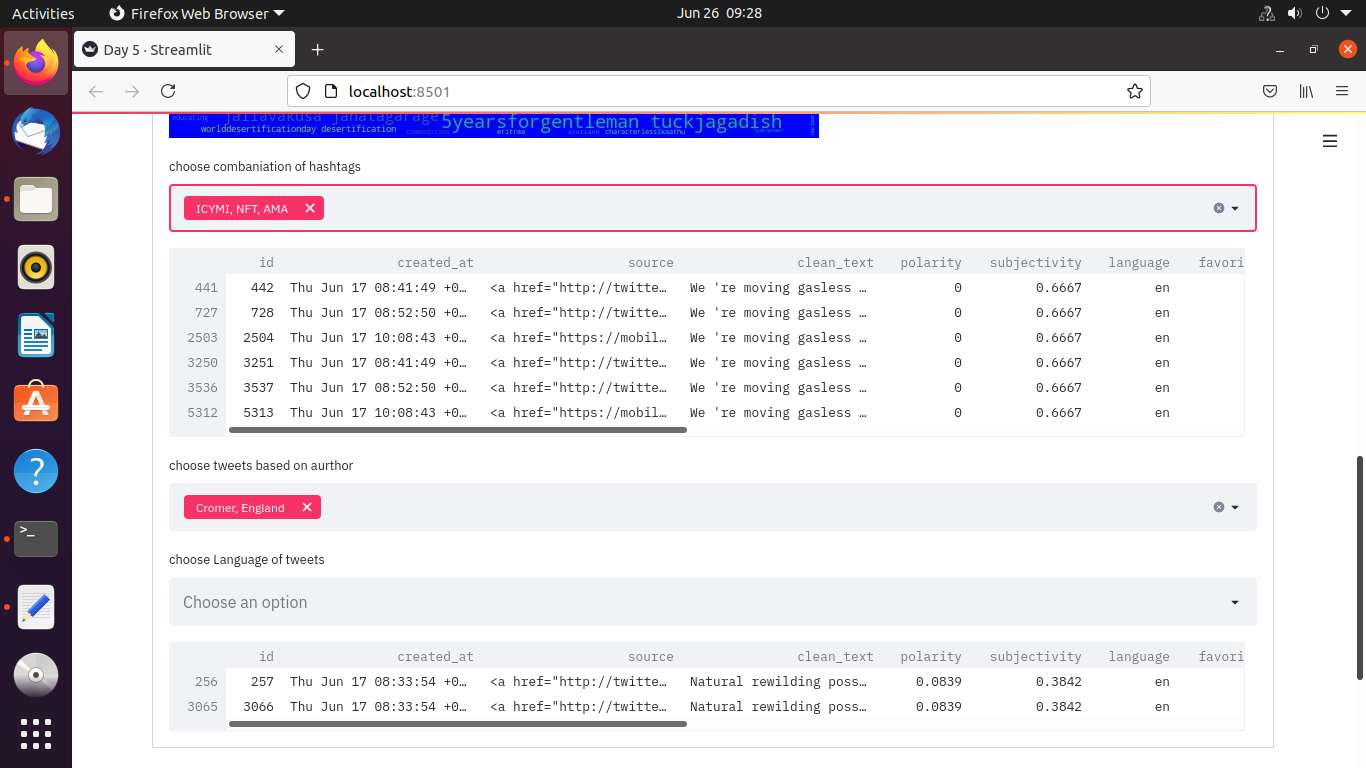 Activities Firefox Web Browser Jun 26 09:28
Day 5 · Streamlit
localhost:8501
educating jailavakusa janatagarage 5yearsforgentleman tuckjagadish
worlddesertificationday desertification commodities eritrea scotland characterlesslkaathu
choose combaniation of hashtags
ICYMI, NFT, AMA
id created_at source clean_text polarity subjectivity language favori
441 442 Thu Jun 17 08:41:49 +0… <a href="http://twitte… We 're moving gasless … 0 0.6667 en
727 728 Thu Jun 17 08:52:50 +0… <a href="http://twitte… We 're moving gasless … 0 0.6667 en
2503 2504 Thu Jun 17 10:08:43 +0… <a href="https://mobil… We 're moving gasless … 0 0.6667 en
3250 3251 Thu Jun 17 08:41:49 +0… <a href="http://twitte… We 're moving gasless … 0 0.6667 en
3536 3537 Thu Jun 17 08:52:50 +0… <a href="http://twitte… We 're moving gasless … 0 0.6667 en
5312 5313 Thu Jun 17 10:08:43 +0… <a href="https://mobil… We 're moving gasless … 0 0.6667 en
choose tweets based on aurthor
Cromer, England
choose Language of tweets
Choose an option
id created_at source clean_text polarity subjectivity language favori
256 257 Thu Jun 17 08:33:54 +0… <a href="http://twitte… Natural rewilding poss… 0.0839 0.3842 en
3065 3066 Thu Jun 17 08:33:54 +0… <a href="http://twitte… Natural rewilding poss… 0.0839 0.3842 en